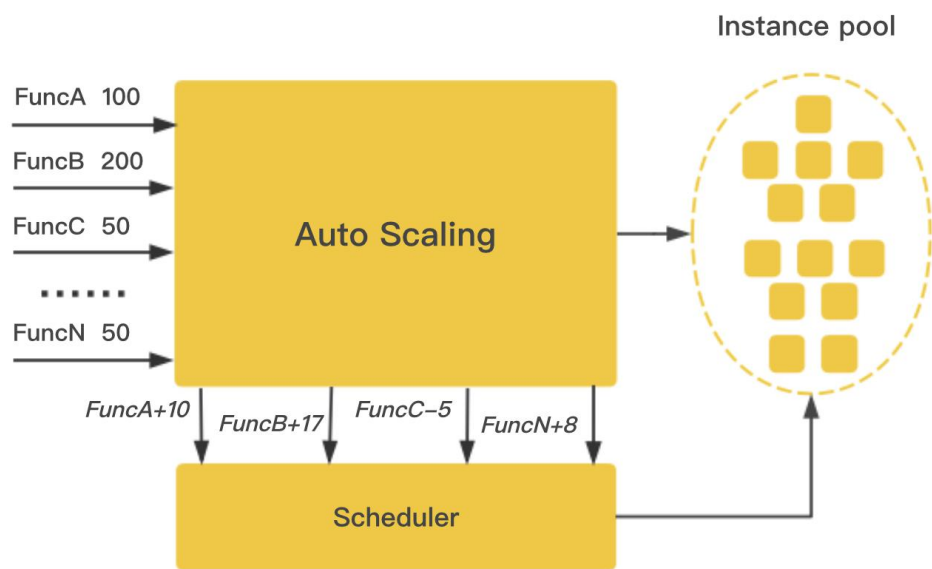 Instance pool
FuncA 100
FuncB 200
FuncC 50
......
FuncN 50
Auto Scaling
FuncA+10
FuncB+17
FuncC−5
FuncN+8
Scheduler